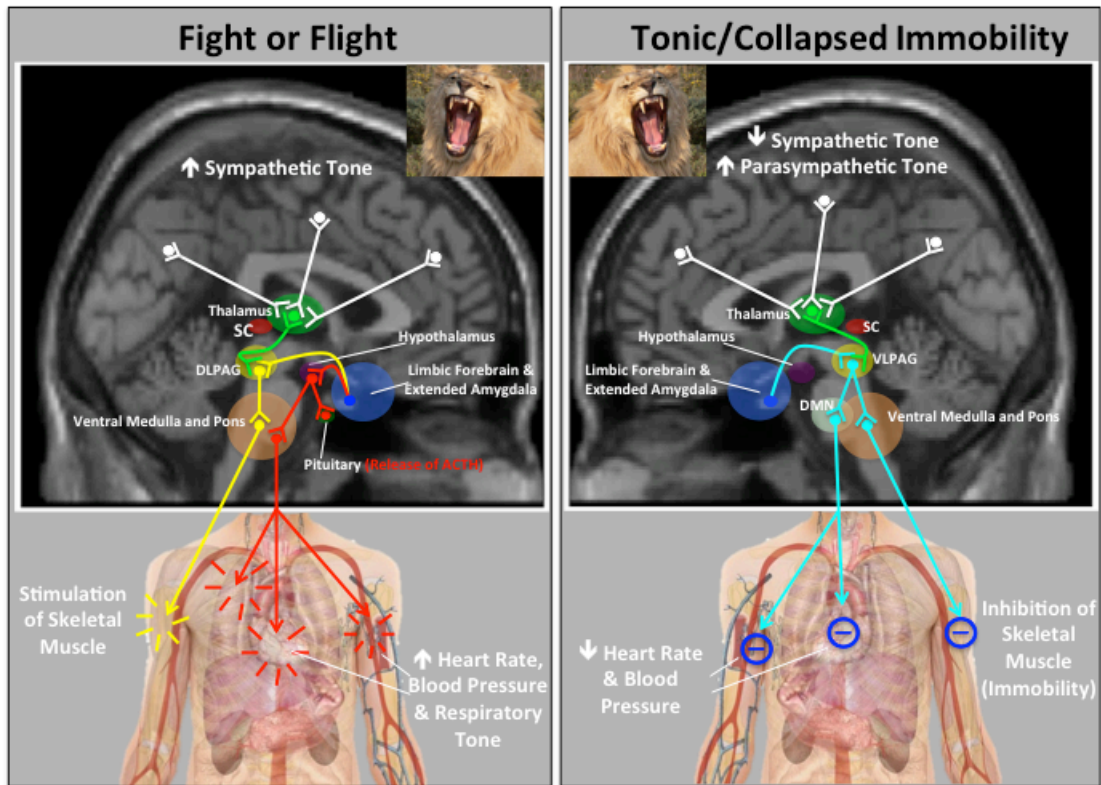 Fight or Flight
↑ Sympathetic Tone
Thalamus
SC
Hypothalamus
DLPAG
Limbic Forebrain &
Extended Amygdala
Ventral Medulla and Pons
Pituitary (Release of ACTH)
Stimulation
of Skeletal
Muscle
↑ Heart Rate,
Blood Pressure
& Respiratory
Tone
Tonic/Collapsed Immobility
↓ Sympathetic Tone
↑ Parasympathetic Tone
Thalamus
SC
Hypothalamus
VLPAG
Limbic Forebrain &
Extended Amygdala
DMN
Ventral Medulla and Pons
↓ Heart Rate
& Blood
Pressure
Inhibition of
Skeletal
Muscle
(Immobility)